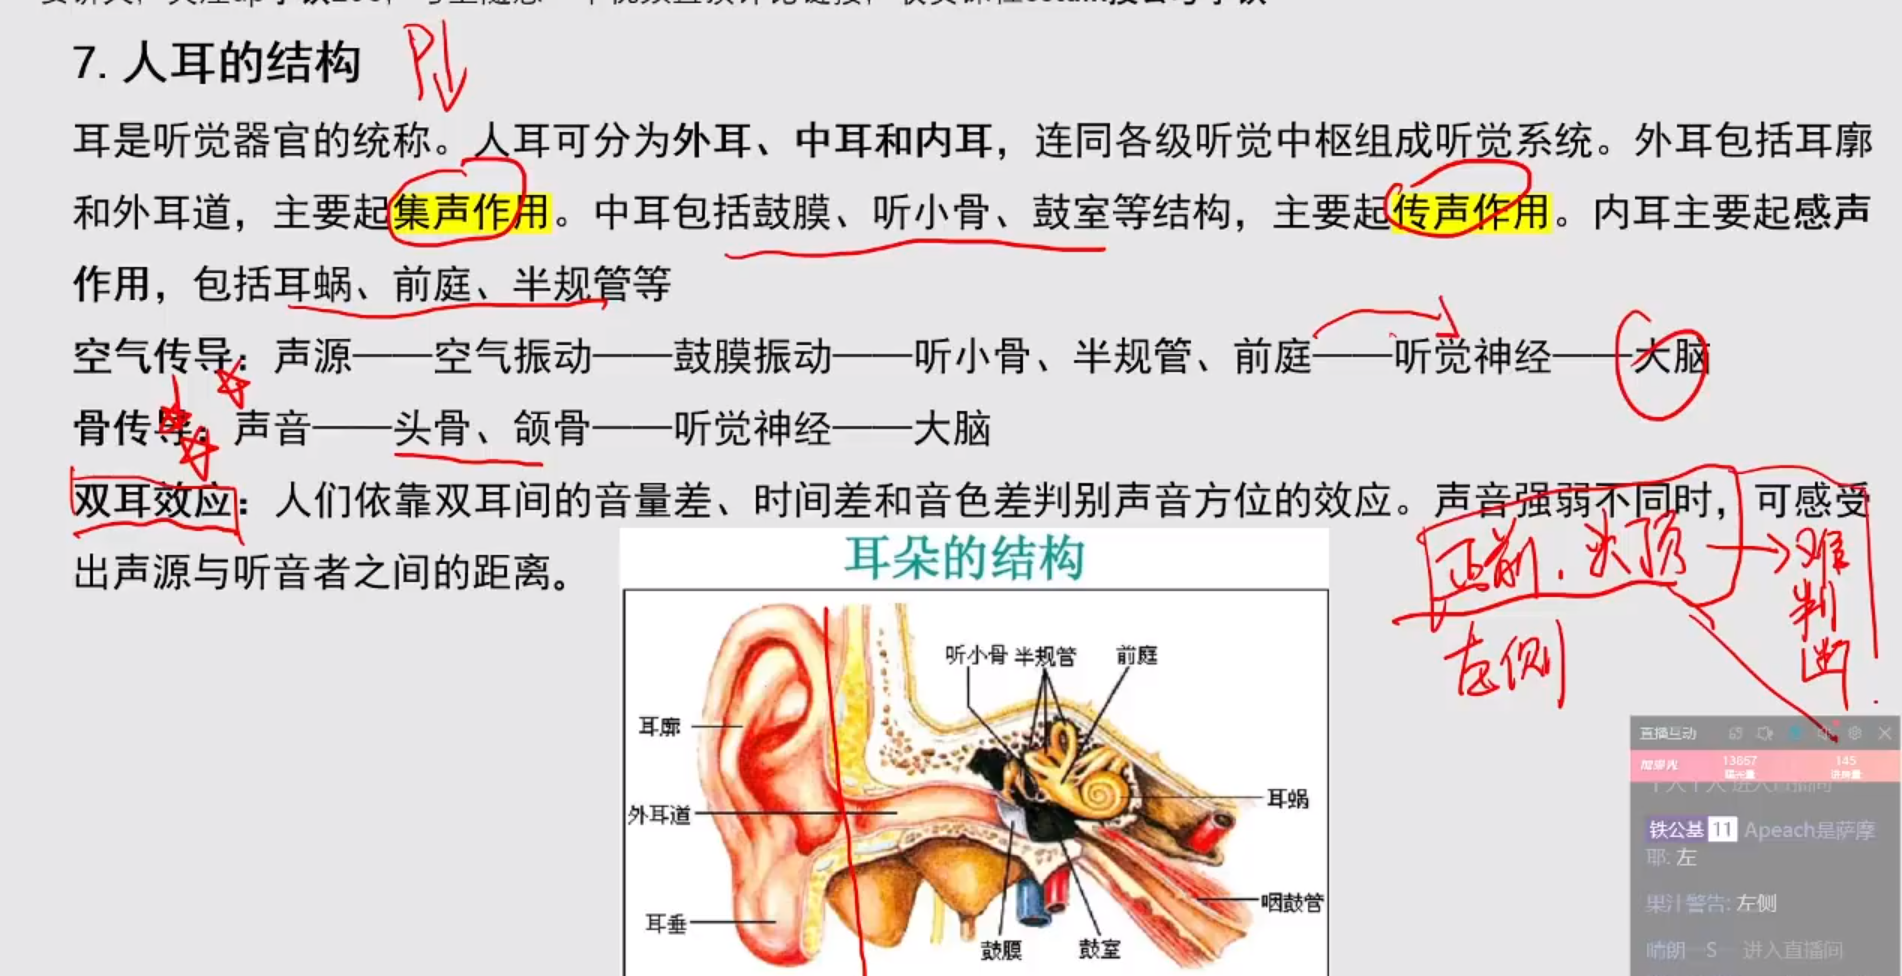 7. 人耳的结构 P↓
耳是听觉器官的统称。人耳可分为外耳、中耳和内耳，连同各级听觉中枢组成听觉系统。外耳包括耳廓
和外耳道，主要起集声作用。中耳包括鼓膜、听小骨、鼓室等结构，主要起传声作用。内耳主要起感声
作用，包括耳蜗、前庭、半规管等
空气传导：声源——空气振动——鼓膜振动——听小骨、半规管、前庭——听觉神经——大脑
骨传导：声音——头骨、颌骨——听觉神经——大脑
双耳效应：人们依靠双耳间的音量差、时间差和音色差判别声音方位的效应。声音强弱不同时，可感受
出声源与听音者之间的距离。
正前.头顶→难判断
左侧
耳朵的结构
听小骨 半规管 前庭
耳廓
耳蜗
外耳道
咽鼓管
耳垂
鼓膜 鼓室
直播互动
13867 145
曝光量 进房量
铁公基 11 Apeach是萨摩
耶: 左
果汁警告: 左侧
晴朗—S— 进入直播间